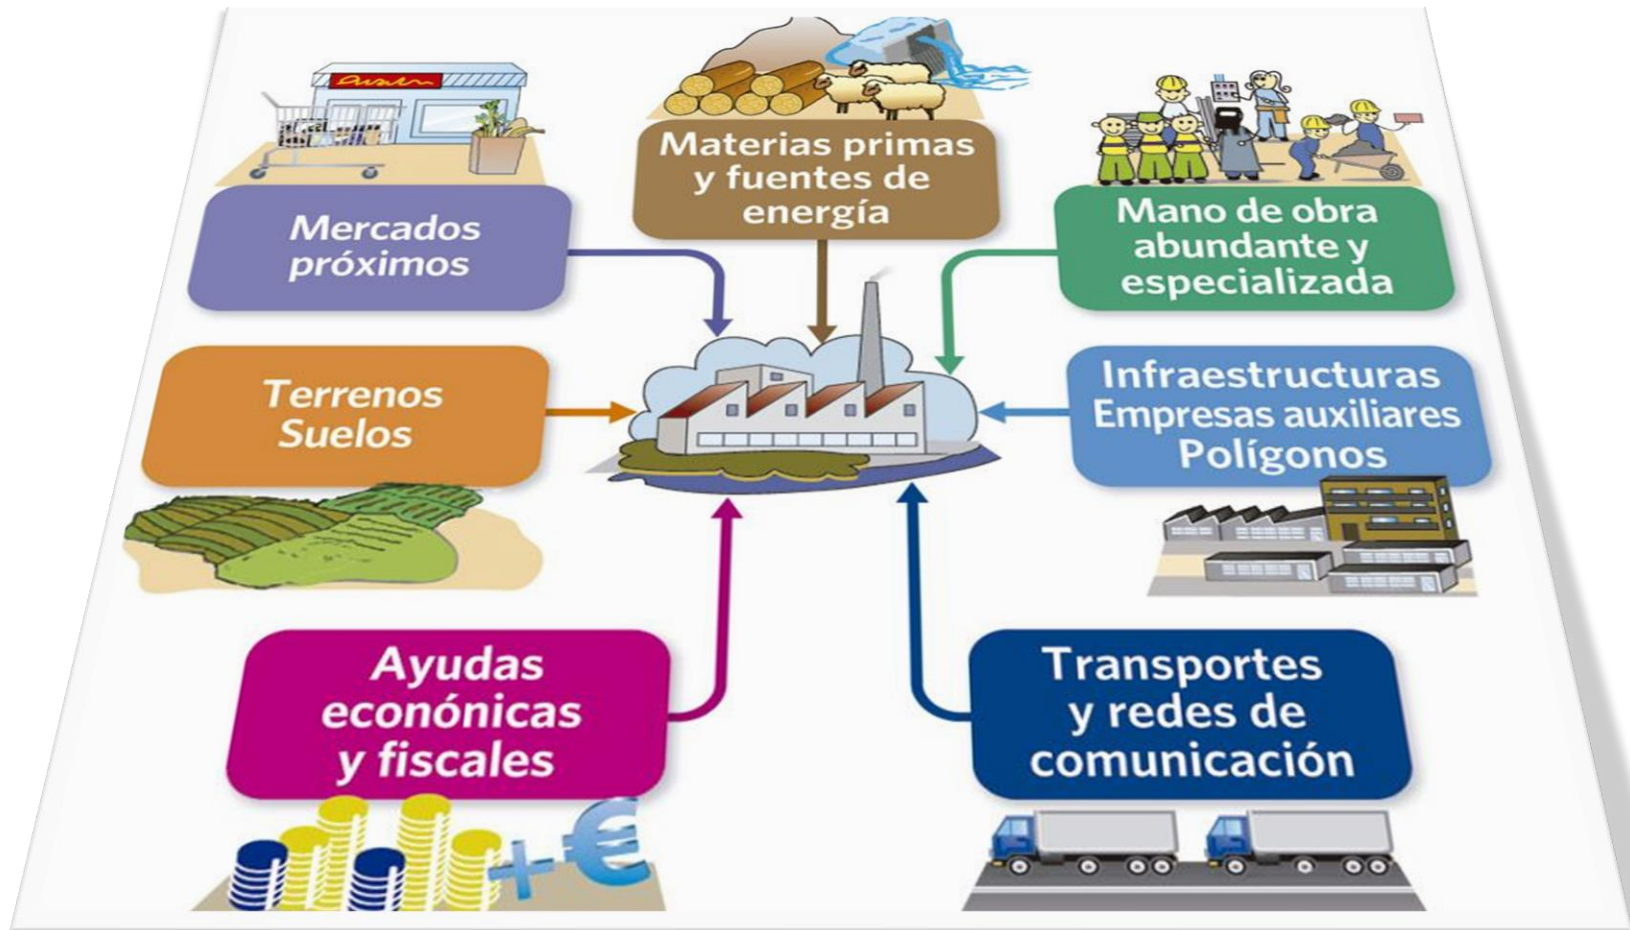 Materias primas
y fuentes de
energía
Mercados
próximos
Mano de obra
abundante y
especializada
Terrenos
Suelos
Infraestructuras
Empresas auxiliares
Polígonos
Ayudas
econónicas
y fiscales
Transportes
y redes de
comunicación